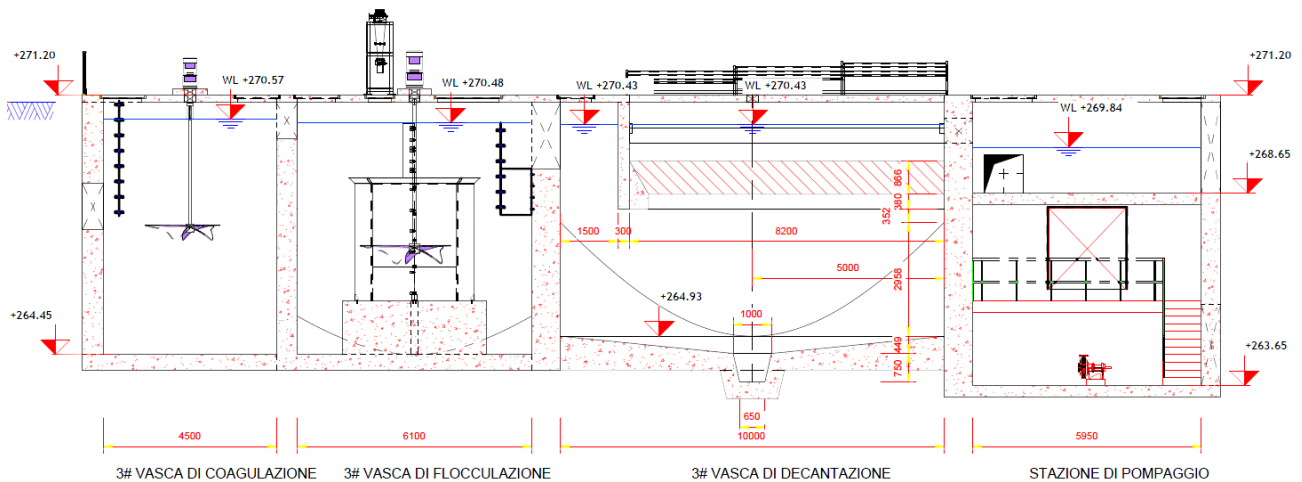 +271.20
WL +270.57
WL +270.48
WL +270.43
WL +270.43
+271.20
WL +269.84
+268.65
866
380
352
1500
300
8200
5000
2958
+264.93
+264.45
1000
449
750
+263.65
650
4500
6100
10000
5950
3# VASCA DI COAGULAZIONE
3# VASCA DI FLOCCULAZIONE
3# VASCA DI DECANTAZIONE
STAZIONE DI POMPAGGIO